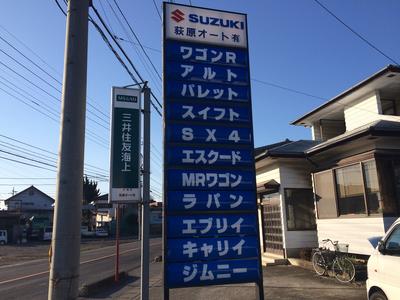 SUZUKI
萩原オート有
ワゴンR
アルト
パレット
スイフト
SX4
エスクード
MRワゴン
ラパン
エブリイ
キャリイ
ジムニー
MS&AD
三井住友海上